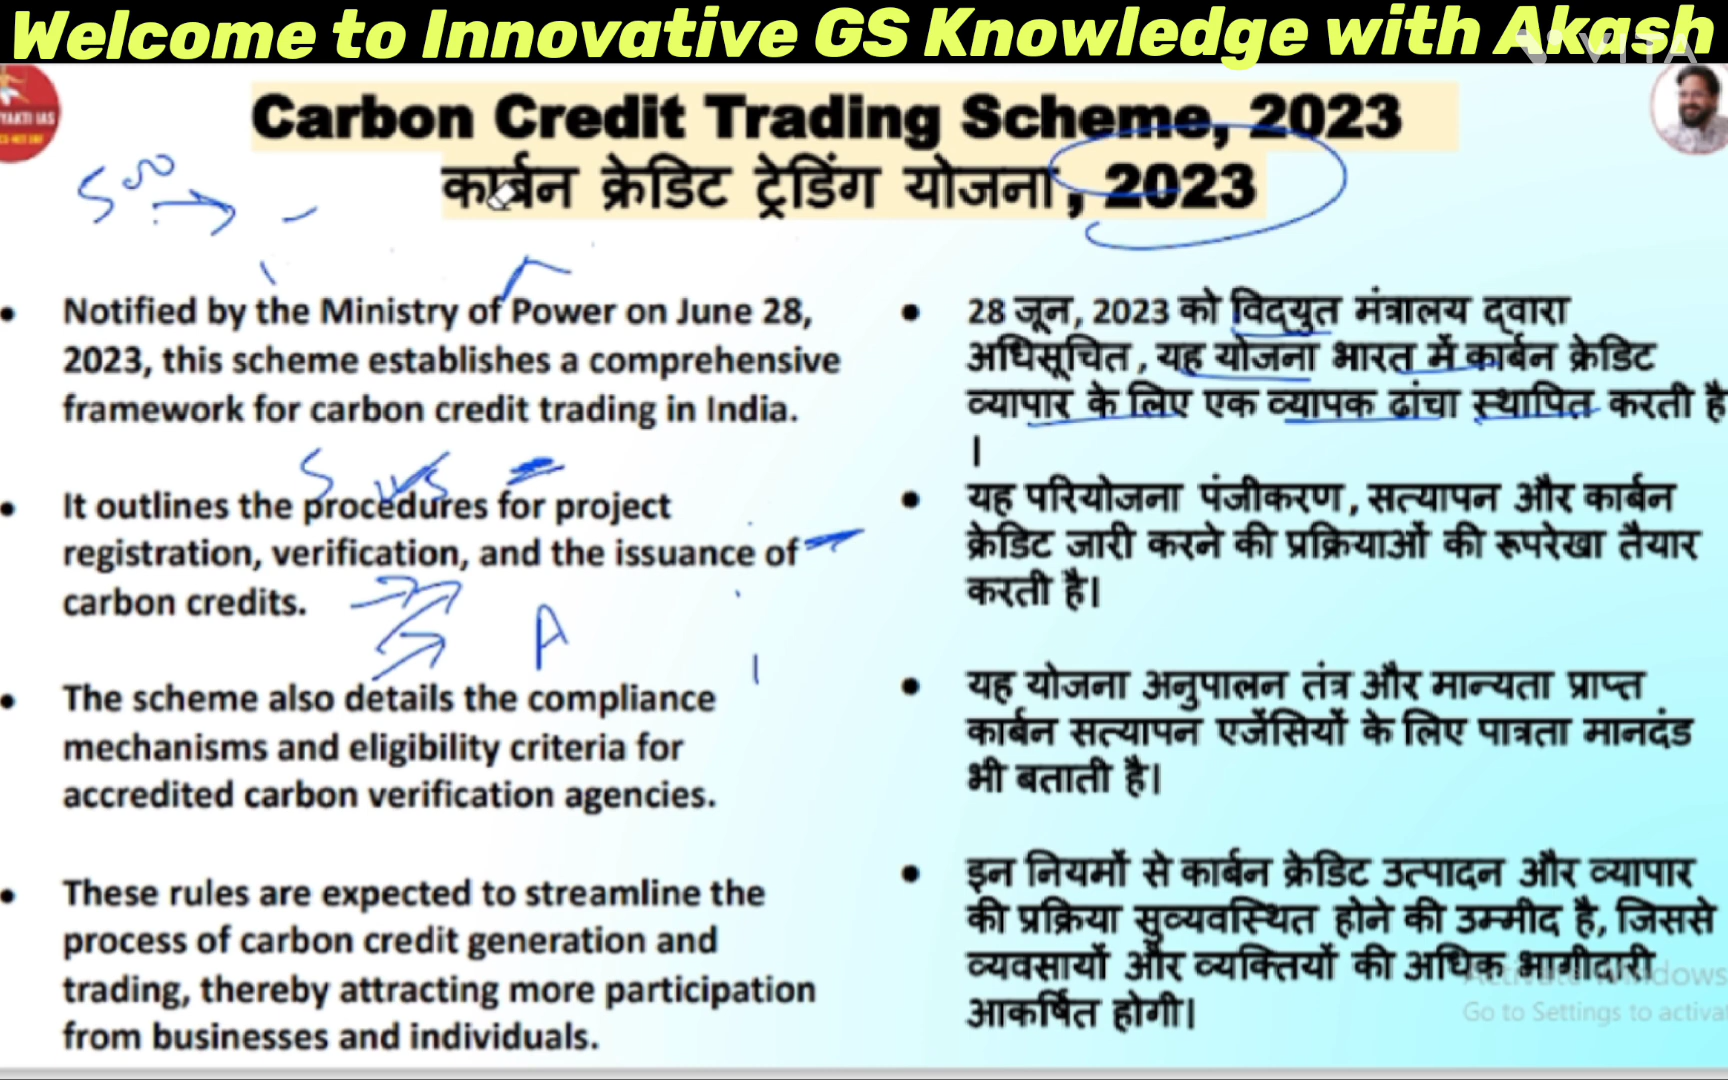 Welcome to Innovative GS Knowledge with Akash
VITA
YAKTI IAS
Carbon Credit Trading Scheme, 2023
कार्बन क्रेडिट ट्रेडिंग योजना, 2023
500
Notified by the Ministry of Power on June 28,
2023, this scheme establishes a comprehensive
framework for carbon credit trading in India.
It outlines the procedures for project
registration, verification, and the issuance of
carbon credits.
A
The scheme also details the compliance
mechanisms and eligibility criteria for
accredited carbon verification agencies.
These rules are expected to streamline the
process of carbon credit generation and
trading, thereby attracting more participation
from businesses and individuals.
28 जून, 2023 को विद्युत मंत्रालय द्वारा
अधिसूचित, यह योजना भारत में कार्बन क्रेडिट
व्यापार के लिए एक व्यापक ढांचा स्थापित करती है
।
यह परियोजना पंजीकरण, सत्यापन और कार्बन
क्रेडिट जारी करने की प्रक्रियाओं की रूपरेखा तैयार
करती है।
यह योजना अनुपालन तंत्र और मान्यता प्राप्त
कार्बन सत्यापन एजेंसियों के लिए पात्रता मानदंड
भी बताती है।
इन नियमों से कार्बन क्रेडिट उत्पादन और व्यापार
की प्रक्रिया सुव्यवस्थित होने की उम्मीद है, जिससे
व्यवसायों और व्यक्तियों की अधिक भागीदारी
आकर्षित होगी।
Activate Windows
Go to Settings to activa